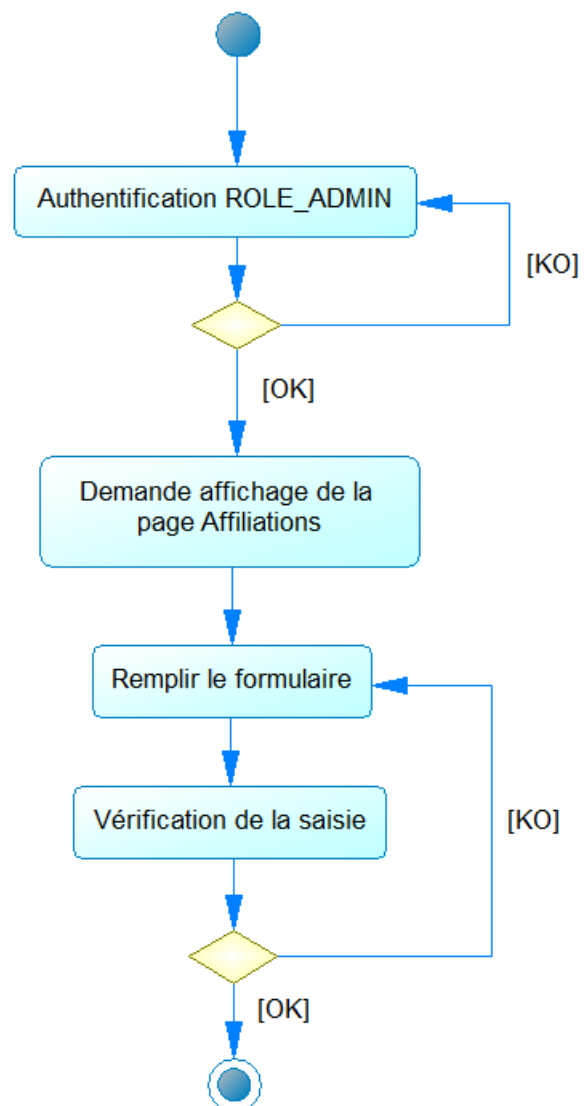 Authentification ROLE_ADMIN
[KO]
[OK]
Demande affichage de la
page Affiliations
Remplir le formulaire
Vérification de la saisie
[KO]
[OK]